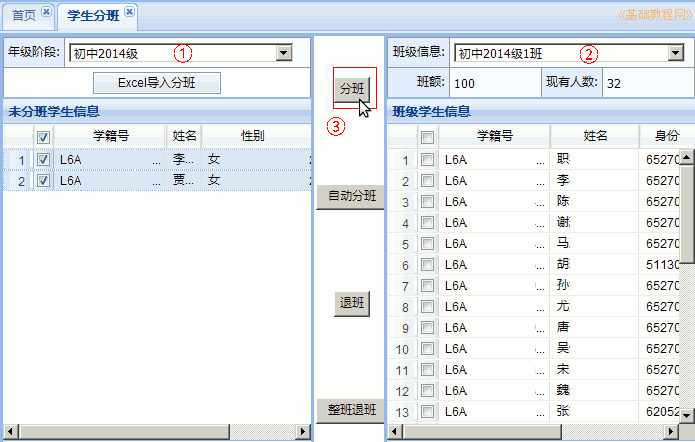 首页 学生分班 《基础教程网》
年级阶段: 初中2014级 1
Excel导入分班
未分班学生信息
学籍号 姓名 性别
1 L6A ... 李... 女 2
2 L6A ... 贾... 女 2
分班
3
自动分班
退班
整班退班
班级信息: 初中2014级1班 2
班额: 100 现有人数: 32
班级学生信息
学籍号 姓名 身份
1 L6A ... 职 65270
2 L6A ... 李 65270
3 L6A ... 陈 65270
4 L6A ... 谢 65270
5 L6A ... 马 65270
6 L6A ... 胡 51130
7 L6A ... 孙 65270
8 L6A ... 尤 65270
9 L6A ... 唐 65270
10 L6A ... 吴 65270
11 L6A ... 宋 65270
12 L6A ... 魏 65270
13 L6A ... 张 62052